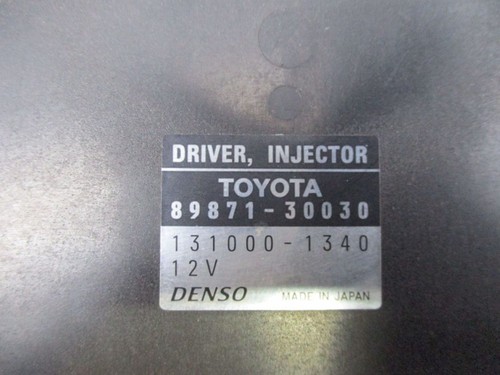 DRIVER, INJECTOR
TOYOTA
89871-30030
131000-1340
12V
DENSO MADE IN JAPAN